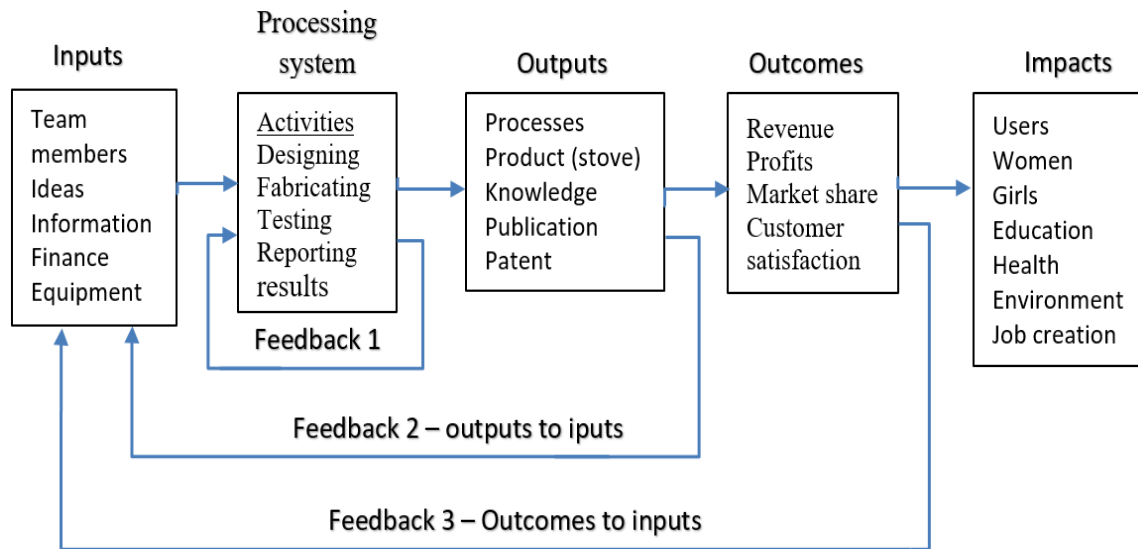 Inputs
Team
members
Ideas
Information
Finance
Equipment
Processing
system
Activities
Designing
Fabricating
Testing
Reporting
results
Feedback 1
Outputs
Processes
Product (stove)
Knowledge
Publication
Patent
Outcomes
Revenue
Profits
Market share
Customer
satisfaction
Impacts
Users
Women
Girls
Education
Health
Environment
Job creation
Feedback 2 – outputs to iputs
Feedback 3 – Outcomes to inputs